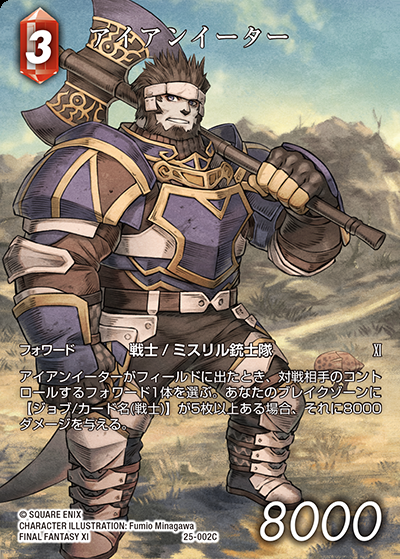 3
アイアンイーター
フォワード 戦士 / ミスリル銃士隊 XI
アイアンイーターがフィールドに出たとき、対戦相手のコント
ロールするフォワード1体を選ぶ。あなたのブレイクゾーンに
【ジョブ/カード名(戦士)】が5枚以上ある場合、それに8000
ダメージを与える。
© SQUARE ENIX
CHARACTER ILLUSTRATION: Fumio Minagawa
FINAL FANTASY XI 25-002C
8000